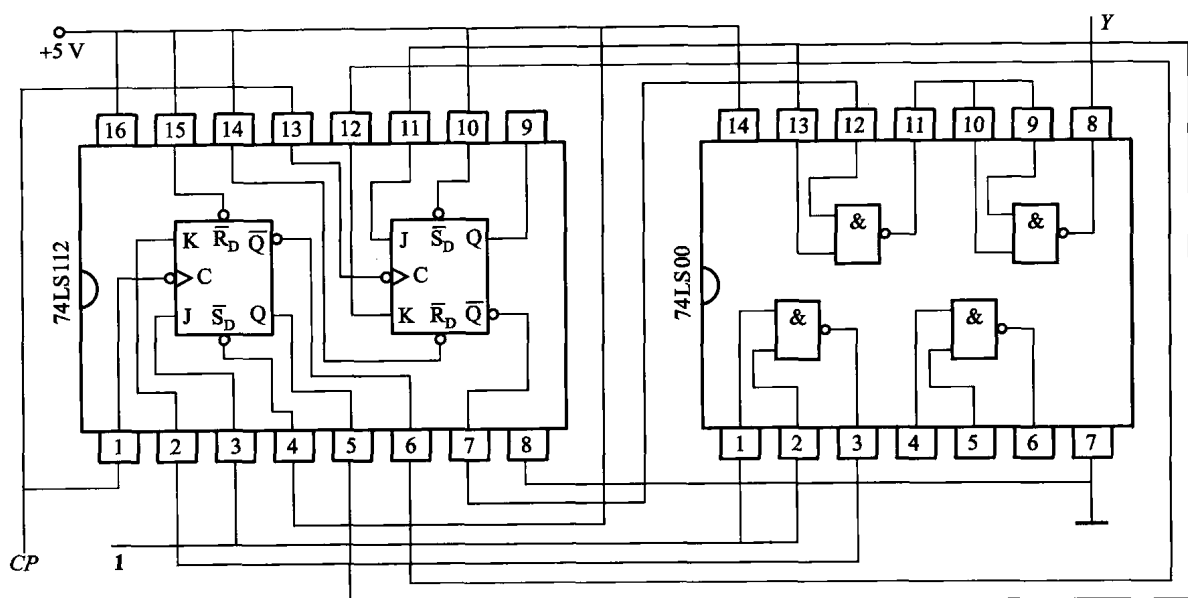 Y
+5 V
16 15 14 13 12 11 10 9
14 13 12 11 10 9 8
74LS112
K R̅D Q̅
C
J S̅D Q
J S̅D Q
C
K R̅D Q̅
74LS00
&
&
&
&
1 2 3 4 5 6 7 8
1 2 3 4 5 6 7
CP
1